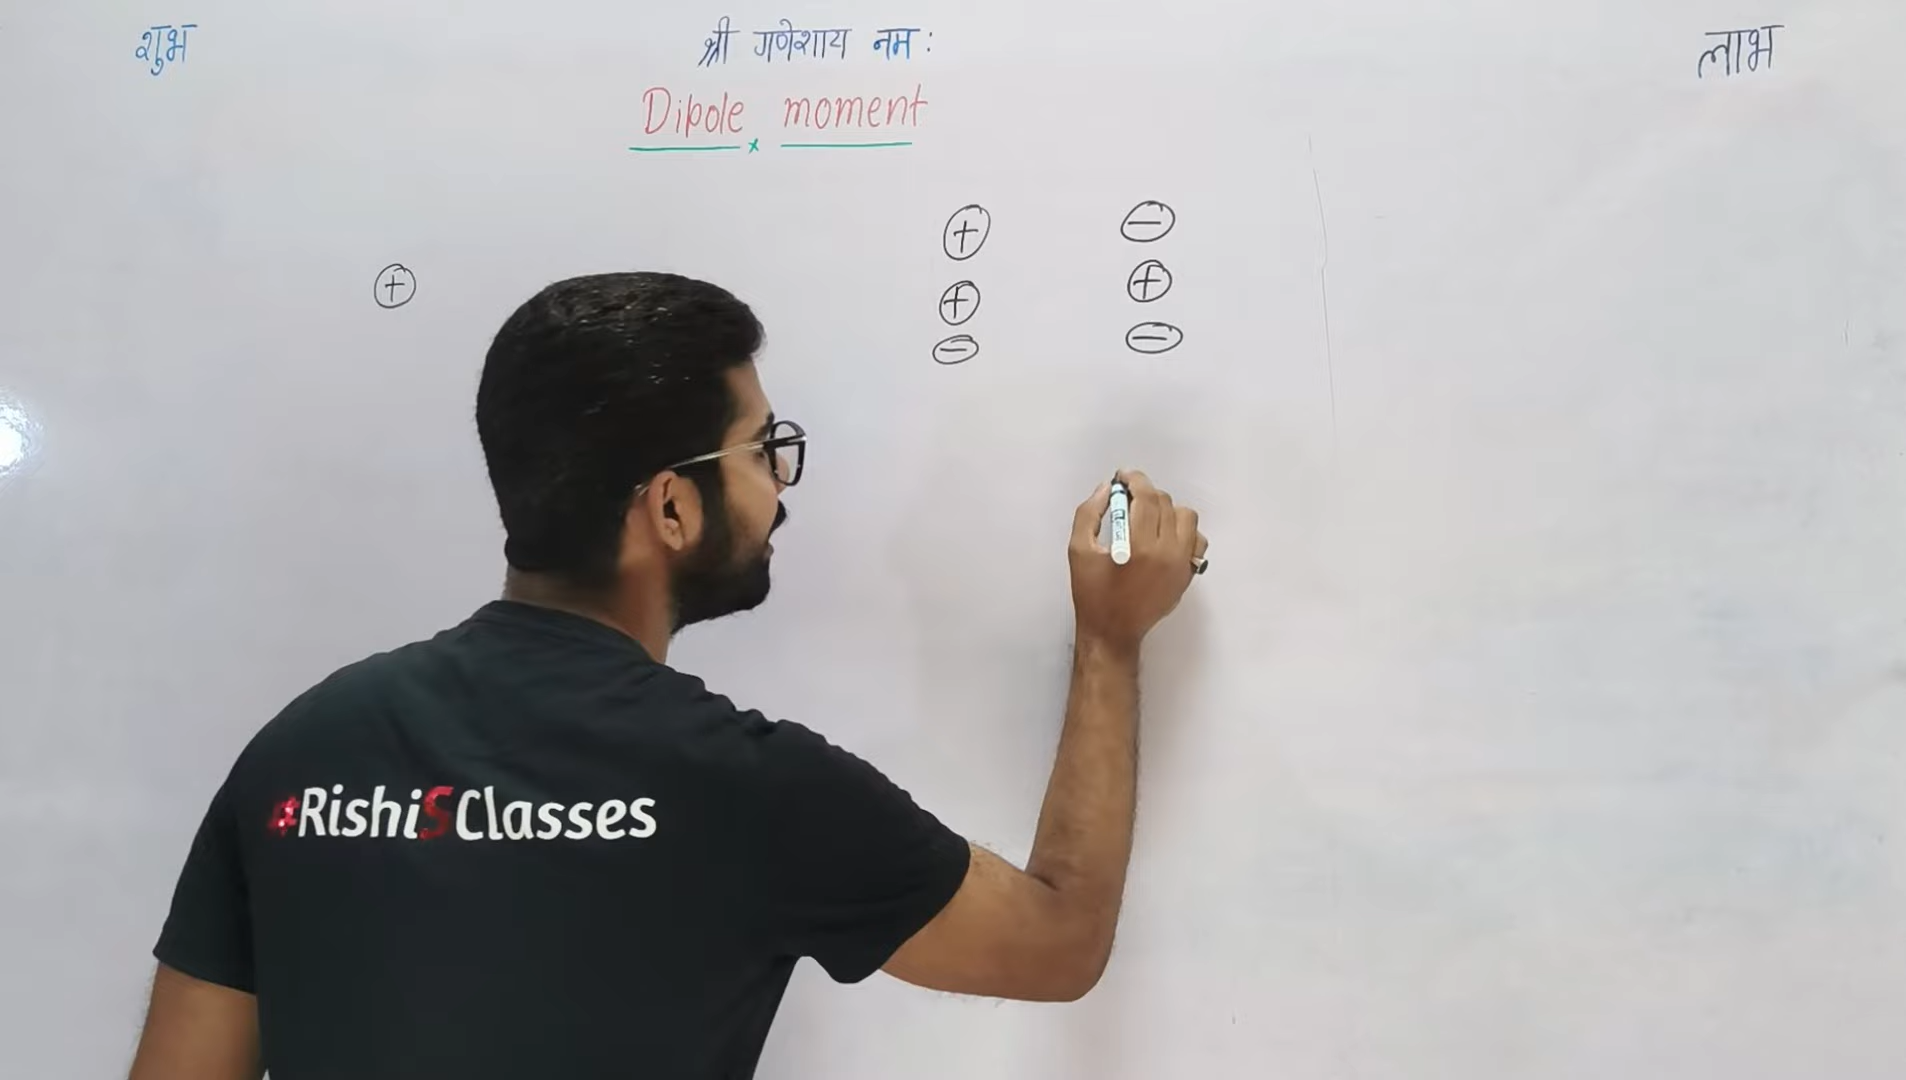 शुभ
श्री गणेशाय नमः
लाभ
Dipole moment
+
+ -
+ +
- -
#RishiSClasses